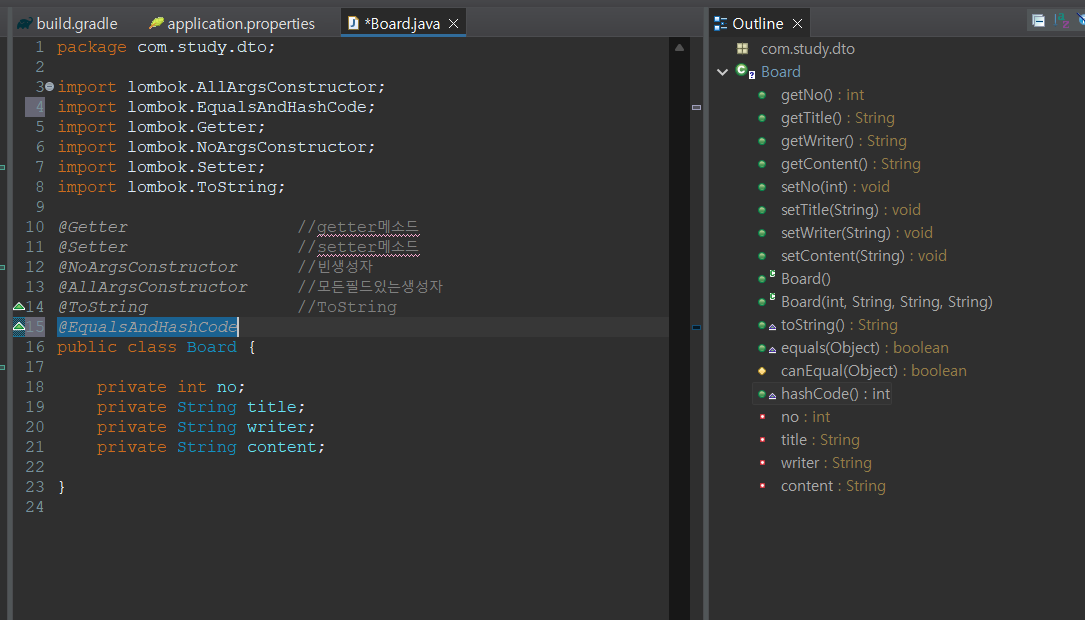 build.gradle
application.properties
*Board.java
Outline
1 package com.study.dto;
2
3 import lombok.AllArgsConstructor;
4 import lombok.EqualsAndHashCode;
5 import lombok.Getter;
6 import lombok.NoArgsConstructor;
7 import lombok.Setter;
8 import lombok.ToString;
9
10 @Getter //getter메소드
11 @Setter //setter메소드
12 @NoArgsConstructor //빈생성자
13 @AllArgsConstructor //모든필드있는생성자
14 @ToString //ToString
15 @EqualsAndHashCode
16 public class Board {
17
18 private int no;
19 private String title;
20 private String writer;
21 private String content;
22
23 }
24
com.study.dto
Board
getNo() : int
getTitle() : String
getWriter() : String
getContent() : String
setNo(int) : void
setTitle(String) : void
setWriter(String) : void
setContent(String) : void
Board()
Board(int, String, String, String)
toString() : String
equals(Object) : boolean
canEqual(Object) : boolean
hashCode() : int
no : int
title : String
writer : String
content : String